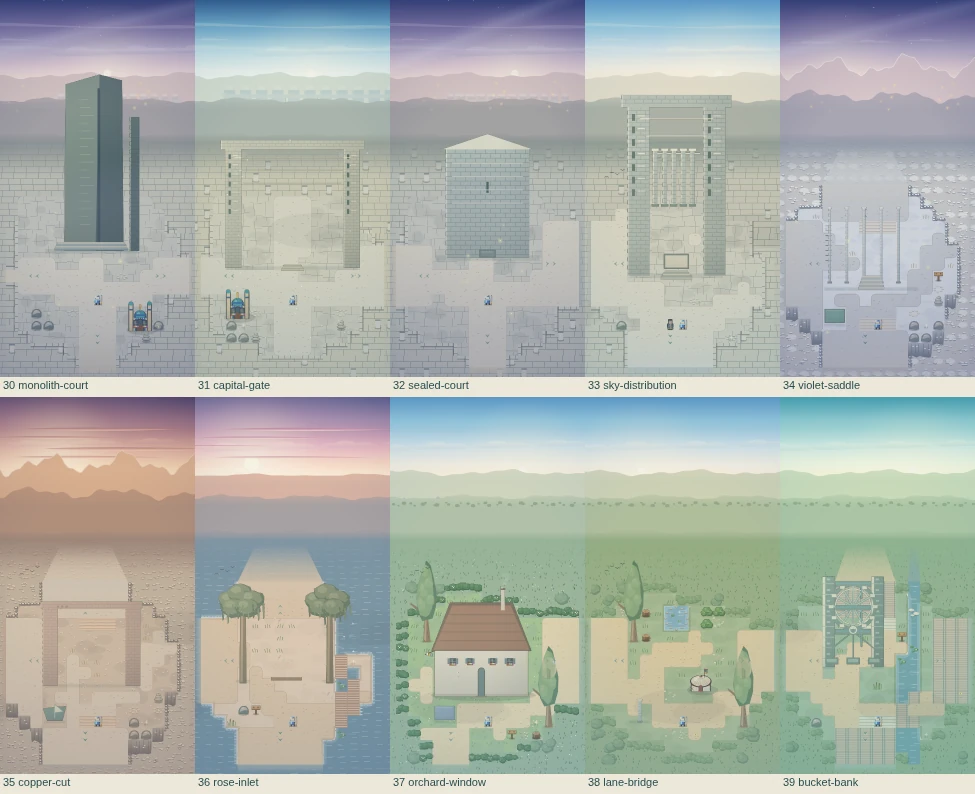 30 monolith-court
31 capital-gate
32 sealed-court
33 sky-distribution
34 violet-saddle
35 copper-cut
36 rose-inlet
37 orchard-window
38 lane-bridge
39 bucket-bank